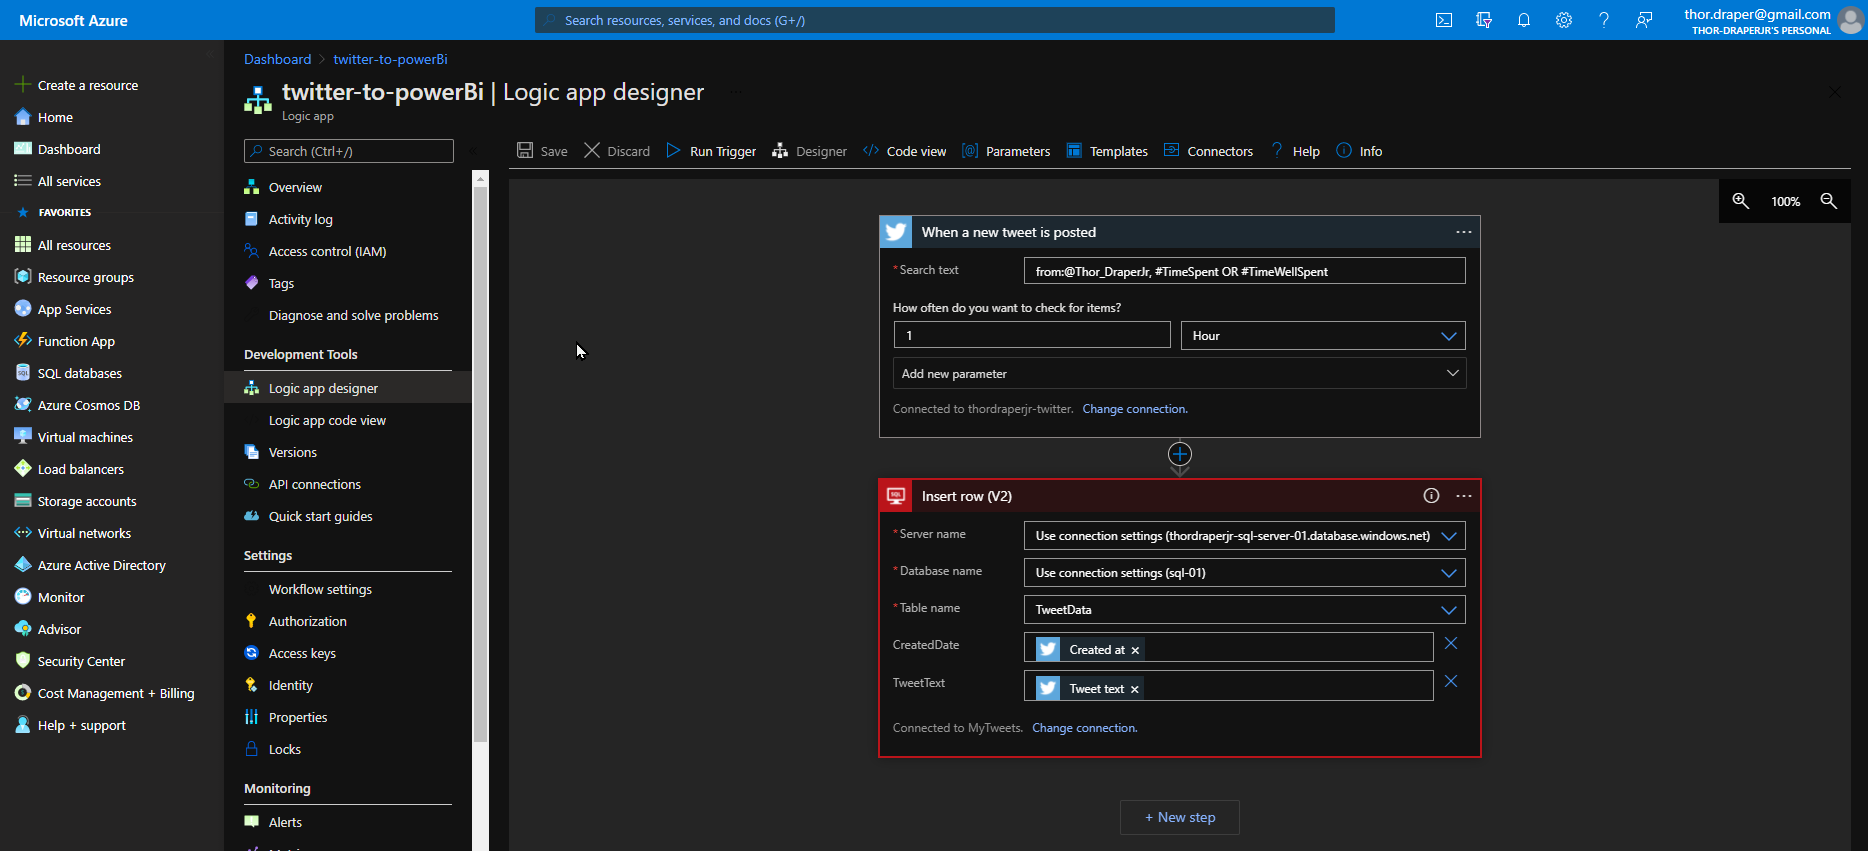 Microsoft Azure
Search resources, services, and docs (G+/)
thor.draper@gmail.com
THOR-DRAPERJR'S PERSONAL
Create a resource
Home
Dashboard
All services
FAVORITES
All resources
Resource groups
App Services
Function App
SQL databases
Azure Cosmos DB
Virtual machines
Load balancers
Storage accounts
Virtual networks
Azure Active Directory
Monitor
Advisor
Security Center
Cost Management + Billing
Help + support
Dashboard > twitter-to-powerBi
twitter-to-powerBi | Logic app designer ...
Logic app
Search (Ctrl+/)
Overview
Activity log
Access control (IAM)
Tags
Diagnose and solve problems
Development Tools
Logic app designer
Logic app code view
Versions
API connections
Quick start guides
Settings
Workflow settings
Authorization
Access keys
Identity
Properties
Locks
Monitoring
Alerts
Save Discard Run Trigger Designer Code view Parameters Templates Connectors Help Info
100%
When a new tweet is posted
* Search text
from:@Thor_DraperJr, #TimeSpent OR #TimeWellSpent
How often do you want to check for items?
1
Hour
Add new parameter
Connected to thordraperjr-twitter. Change connection.
Insert row (V2)
* Server name
Use connection settings (thordraperjr-sql-server-01.database.windows.net)
* Database name
Use connection settings (sql-01)
* Table name
TweetData
CreatedDate
Created at ×
TweetText
Tweet text ×
Connected to MyTweets. Change connection.
+ New step